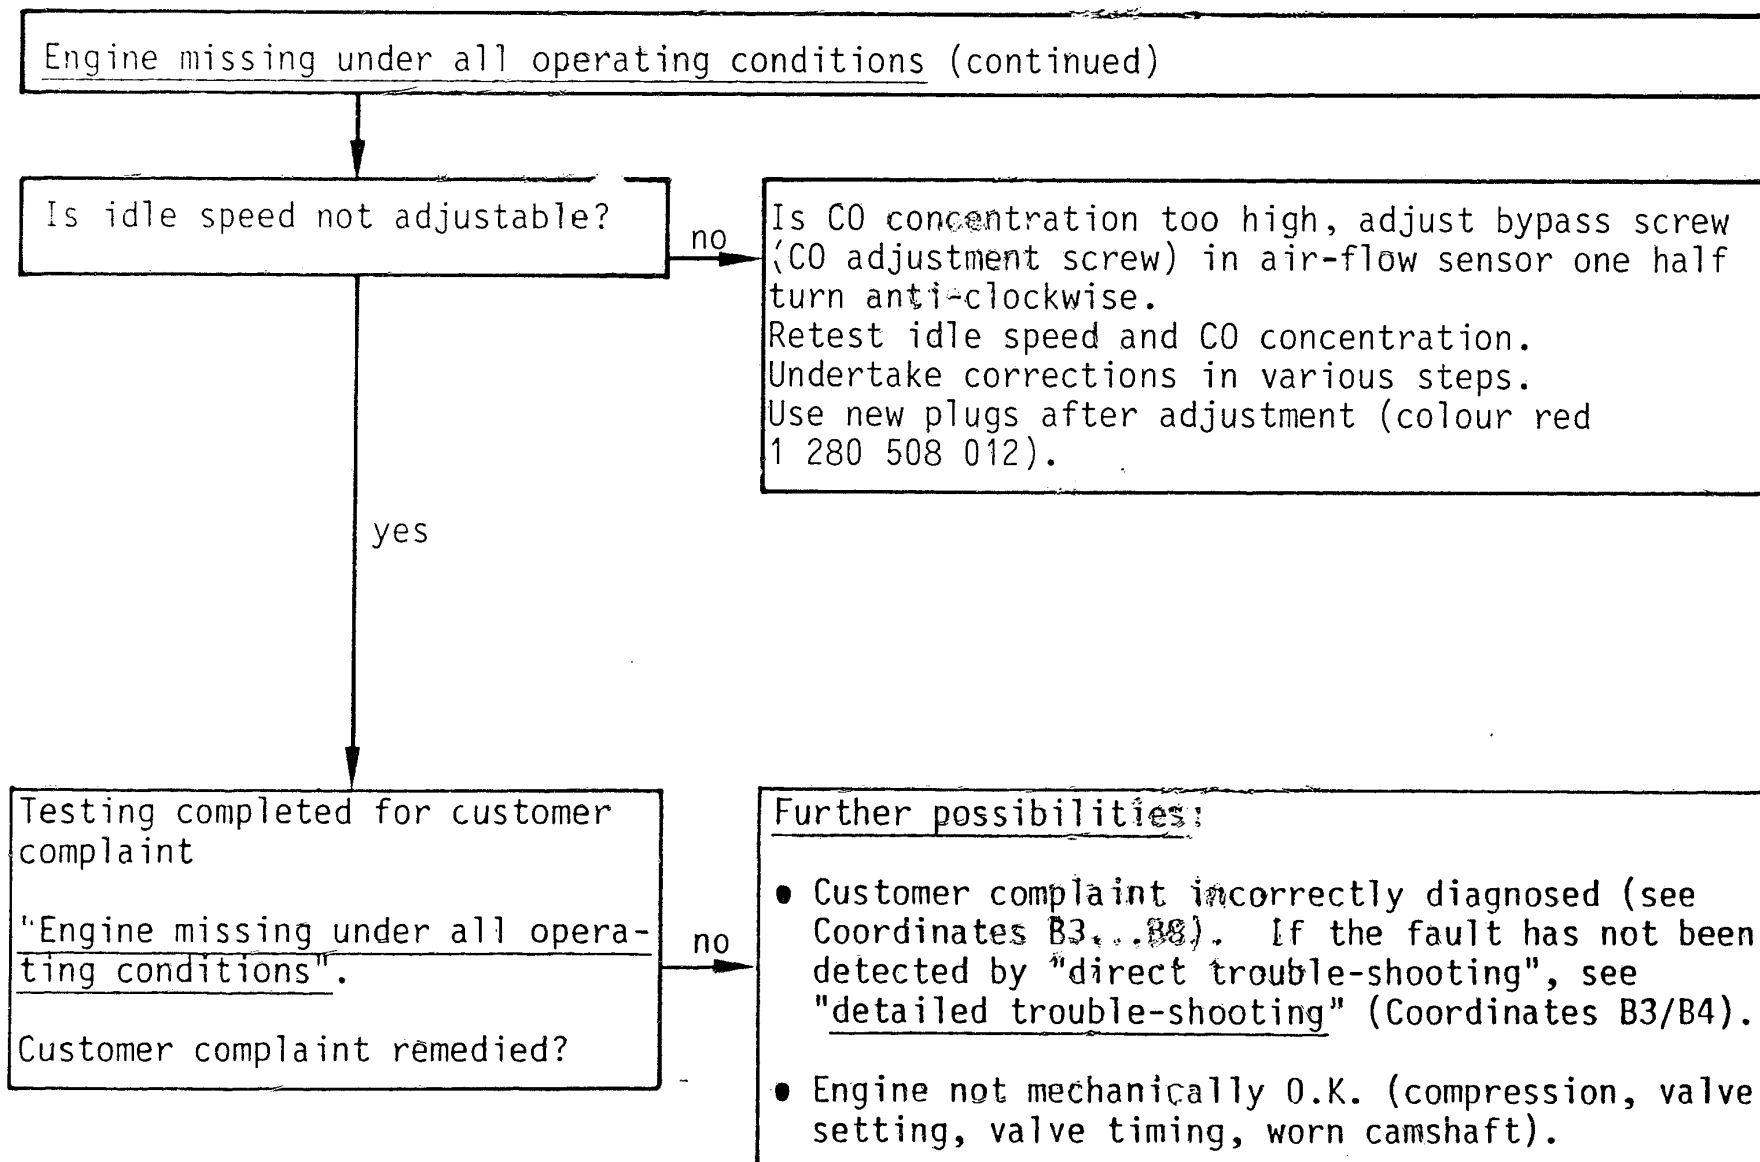 Engine missing under all operating conditions (continued)
Is idle speed not adjustable?
no
Is CO concentration too high, adjust bypass screw
(CO adjustment screw) in air-flow sensor one half
turn anti-clockwise.
Retest idle speed and CO concentration.
Undertake corrections in various steps.
Use new plugs after adjustment (colour red
1 280 508 012).
yes
Testing completed for customer
complaint
"Engine missing under all opera-
ting conditions".
Customer complaint remedied?
no
Further possibilities:
• Customer complaint incorrectly diagnosed (see
Coordinates B3...B8). If the fault has not been
detected by "direct trouble-shooting", see
"detailed trouble-shooting" (Coordinates B3/B4).
• Engine not mechanically O.K. (compression, valve
setting, valve timing, worn camshaft).